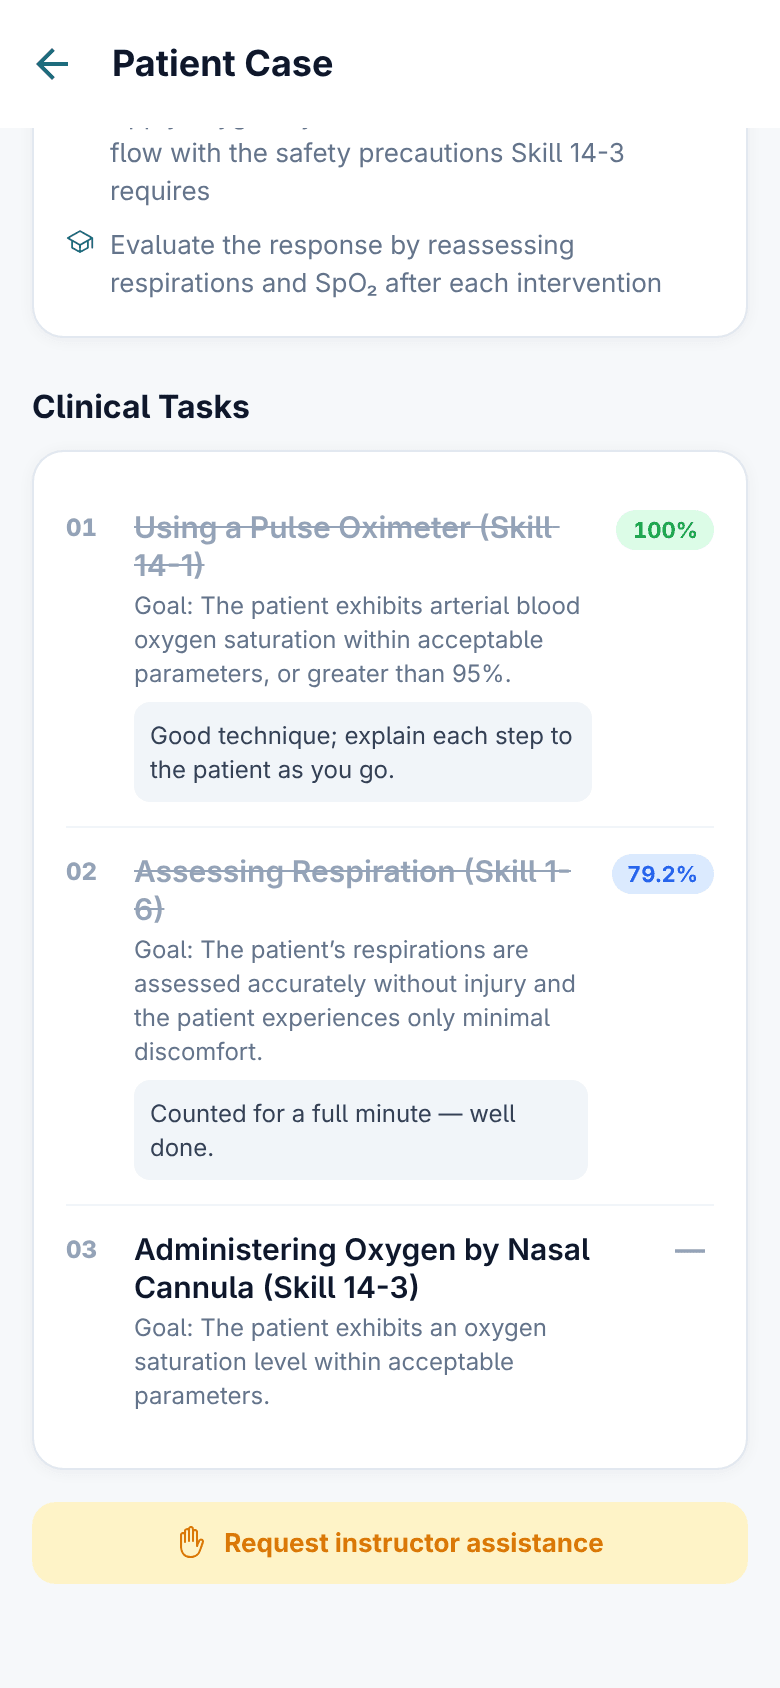 Patient Case
flow with the safety precautions Skill 14-3
requires
Evaluate the response by reassessing
respirations and SpO₂ after each intervention
Clinical Tasks
01
Using a Pulse Oximeter (Skill
14-1)
100%
Goal: The patient exhibits arterial blood
oxygen saturation within acceptable
parameters, or greater than 95%.
Good technique; explain each step to
the patient as you go.
02
Assessing Respiration (Skill 1-
6)
79.2%
Goal: The patient’s respirations are
assessed accurately without injury and
the patient experiences only minimal
discomfort.
Counted for a full minute — well
done.
03
Administering Oxygen by Nasal
Cannula (Skill 14-3)
—
Goal: The patient exhibits an oxygen
saturation level within acceptable
parameters.
Request instructor assistance